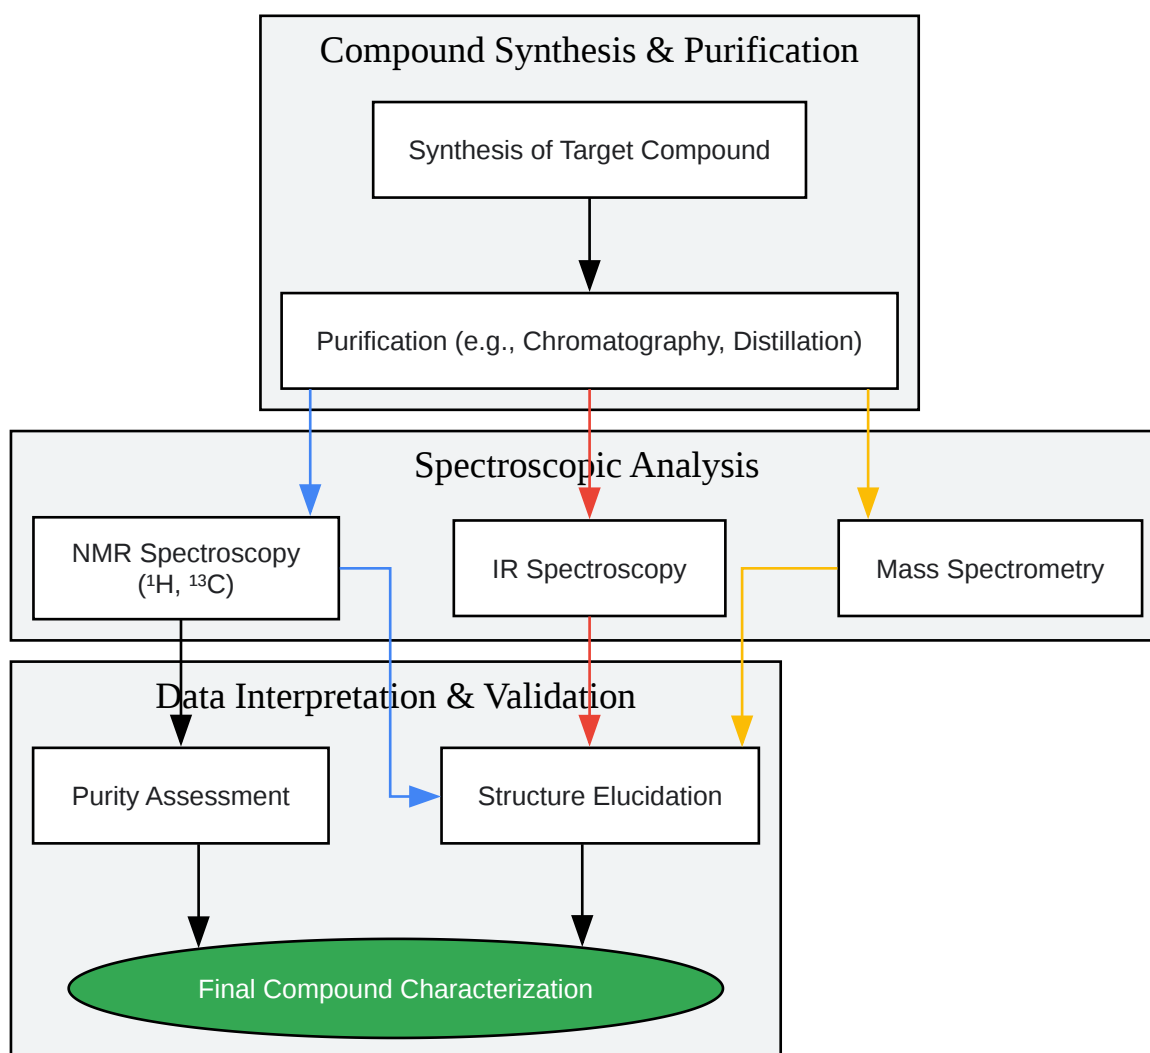 Compound Synthesis & Purification
Synthesis of Target Compound
Purification (e.g., Chromatography, Distillation)
Spectroscopic Analysis
NMR Spectroscopy
(¹H, ¹³C)
IR Spectroscopy
Mass Spectrometry
Data Interpretation & Validation
Purity Assessment
Structure Elucidation
Final Compound Characterization